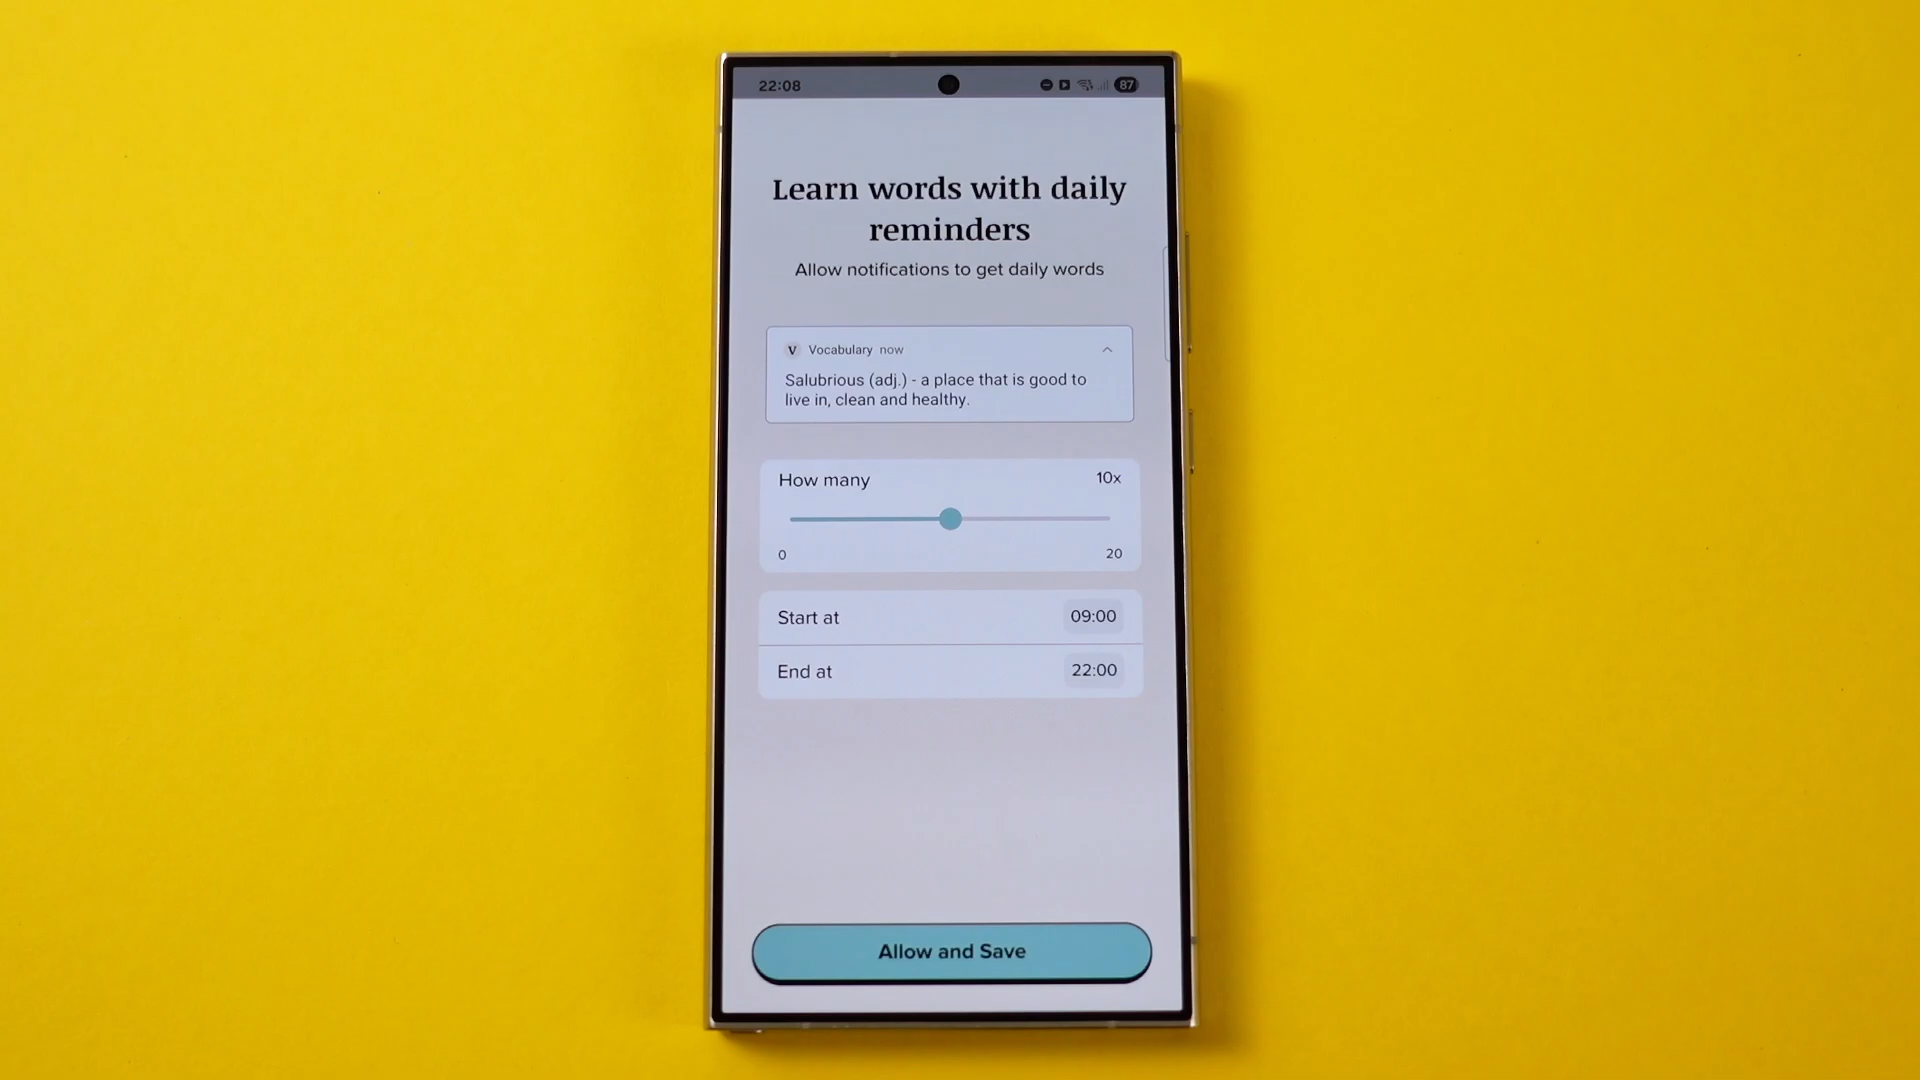 22:08
87
Learn words with daily
reminders
Allow notifications to get daily words
V Vocabulary now
Salubrious (adj.) - a place that is good to
live in, clean and healthy.
How many 10x
0 20
Start at 09:00
End at 22:00
Allow and Save